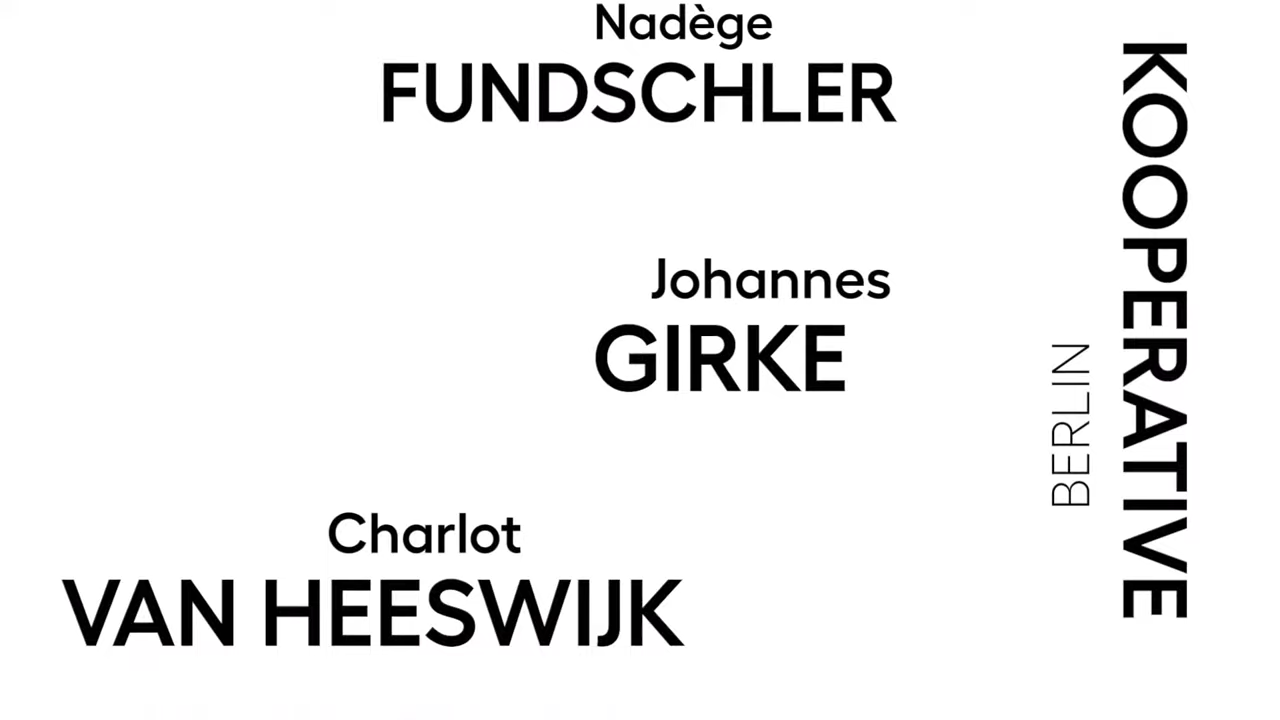 Nadège
FUNDSCHLER
Johannes
GIRKE
Charlot
VAN HEESWIJK
BERLIN
KOOPERATIVE